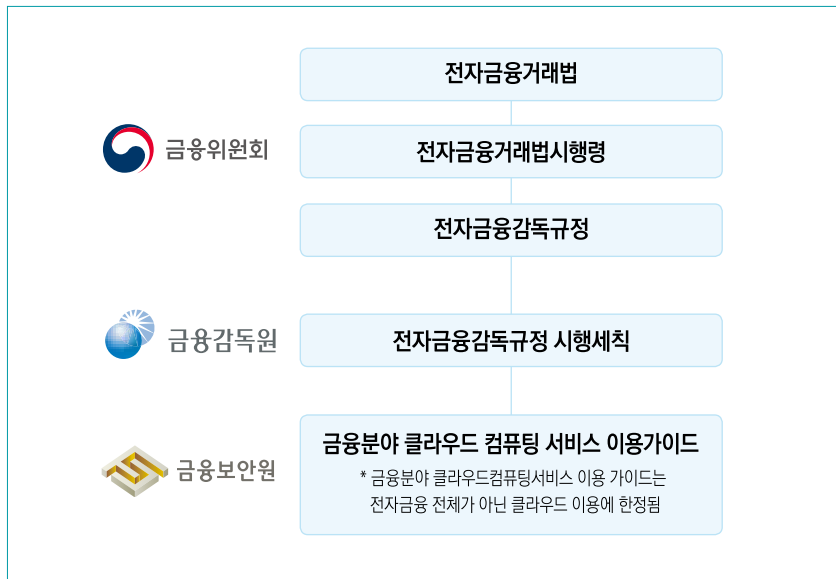 전자금융거래법
금융위원회
전자금융거래법시행령
전자금융감독규정
금융감독원
전자금융감독규정 시행세칙
금융보안원
금융분야 클라우드 컴퓨팅 서비스 이용가이드
* 금융분야 클라우드컴퓨팅서비스 이용 가이드는
전자금융 전체가 아닌 클라우드 이용에 한정됨